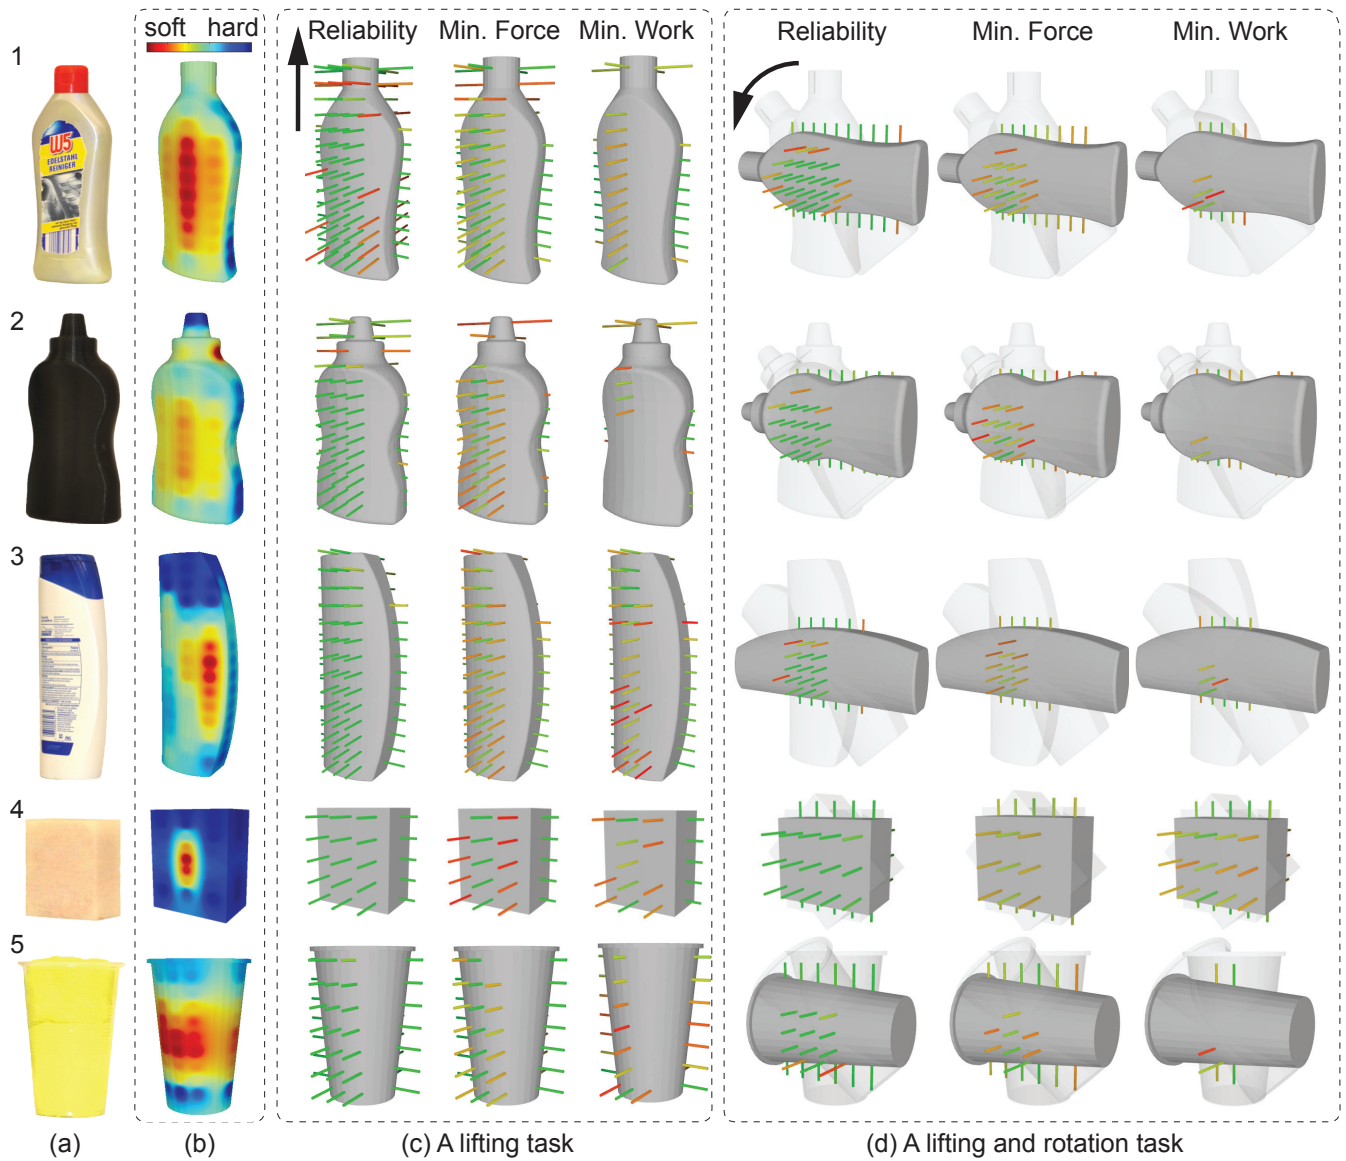 soft hard
Reliability Min. Force Min. Work
Reliability Min. Force Min. Work
1
W5
EDELSTAHL
REINIGER
2
3
4
5
(a)
(b)
(c) A lifting task
(d) A lifting and rotation task